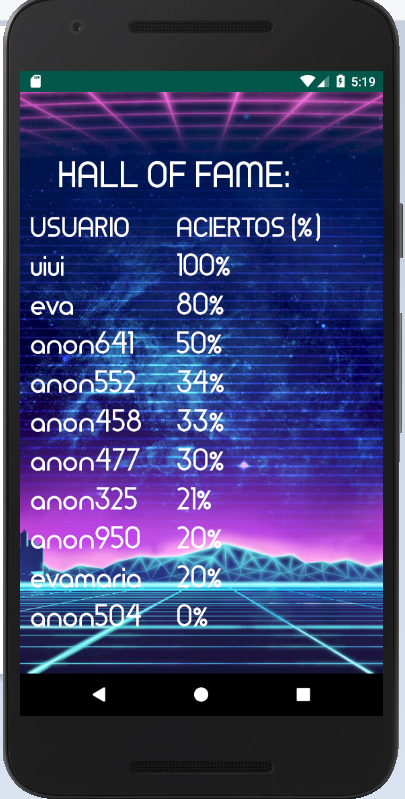 5:19
HALL OF FAME:
USUARIO ACIERTOS (%)
uiui 100%
eva 80%
anon641 50%
anon552 34%
anon458 33%
anon477 30%
anon325 21%
anon950 20%
evamaria 20%
anon504 0%